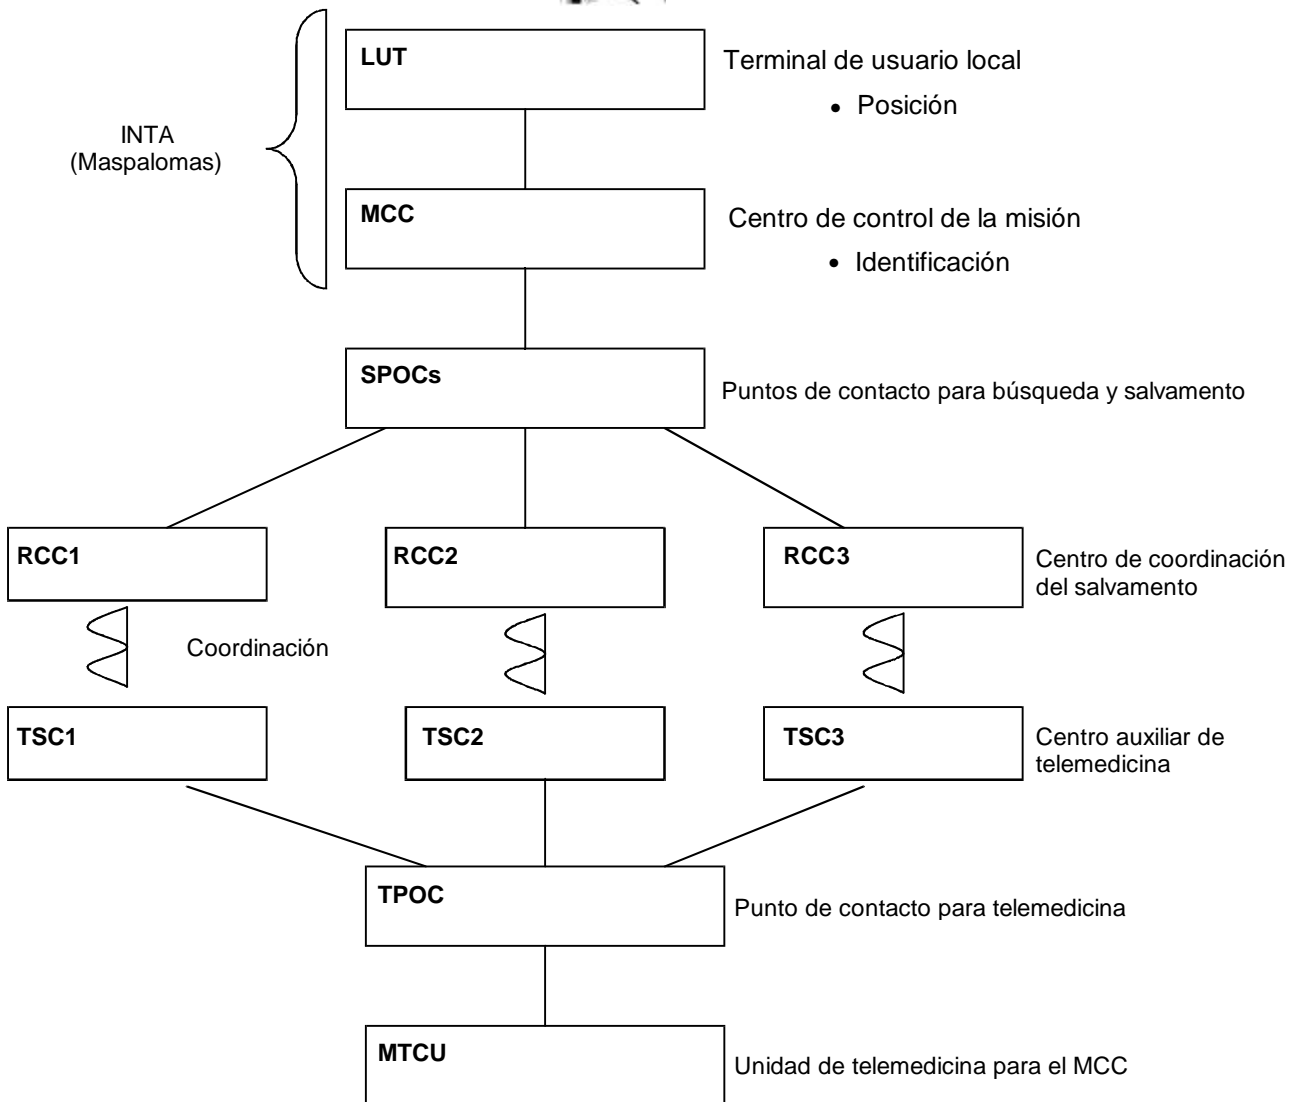 LUT
Terminal de usuario local
• Posición
INTA
(Maspalomas)
MCC
Centro de control de la misión
• Identificación
SPOCs
Puntos de contacto para búsqueda y salvamento
RCC1
RCC2
RCC3
Centro de coordinación
del salvamento
Coordinación
TSC1
TSC2
TSC3
Centro auxiliar de
telemedicina
TPOC
Punto de contacto para telemedicina
MTCU
Unidad de telemedicina para el MCC